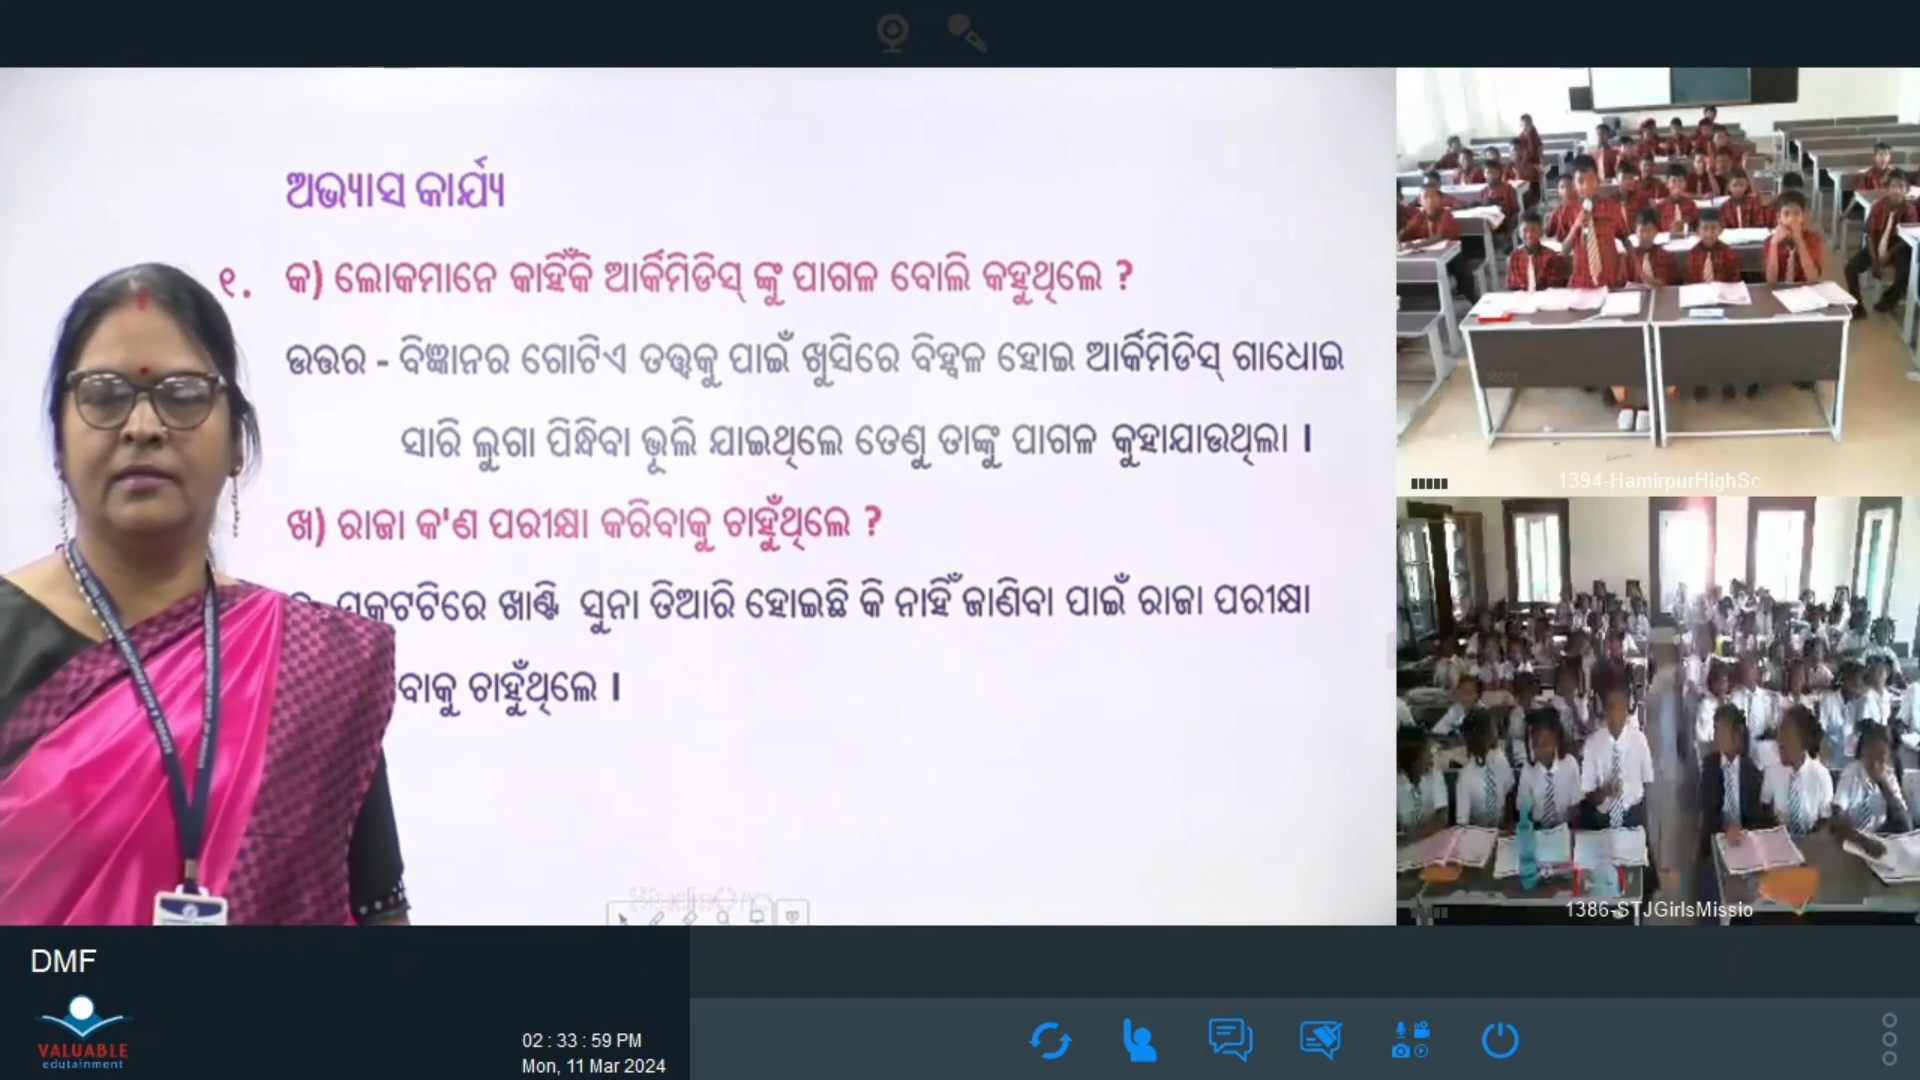 ଅଭ୍ୟାସ କାର୍ଯ୍ୟ
୧. କ) ଲୋକମାନେ କାହିଁକି ଆର୍କିମିଡିସ୍ ଙ୍କୁ ପାଗଳ ବୋଲି କହୁଥିଲେ ?
ଉତ୍ତର - ବିଜ୍ଞାନର ଗୋଟିଏ ତତ୍ତ୍ୱକୁ ପାଇଁ ଖୁସିରେ ବିହ୍ୱଳ ହୋଇ ଆର୍କିମିଡିସ୍ ଗାଧୋଇ
ସାରି ଲୁଗା ପିନ୍ଧିବା ଭୂଲି ଯାଇଥିଲେ ତେଣୁ ତାଙ୍କୁ ପାଗଳ କୁହାଯାଉଥିଲା ।
ଖ) ରାଜା କ'ଣ ପରୀକ୍ଷା କରିବାକୁ ଚାହୁଁଥିଲେ ?
ଖାଣ୍ଟି ସୁନା ତିଆରି ହୋଇଛି କି ନାହିଁ ଜାଣିବା ପାଇଁ ରାଜା ପରୀକ୍ଷା
ବାକୁ ଚାହୁଁଥିଲେ ।
1394-HamirpurHighSc
1386-STJGirlsMissio
DMF
VALUABLE
edutainment
02 : 33 : 59 PM
Mon, 11 Mar 2024